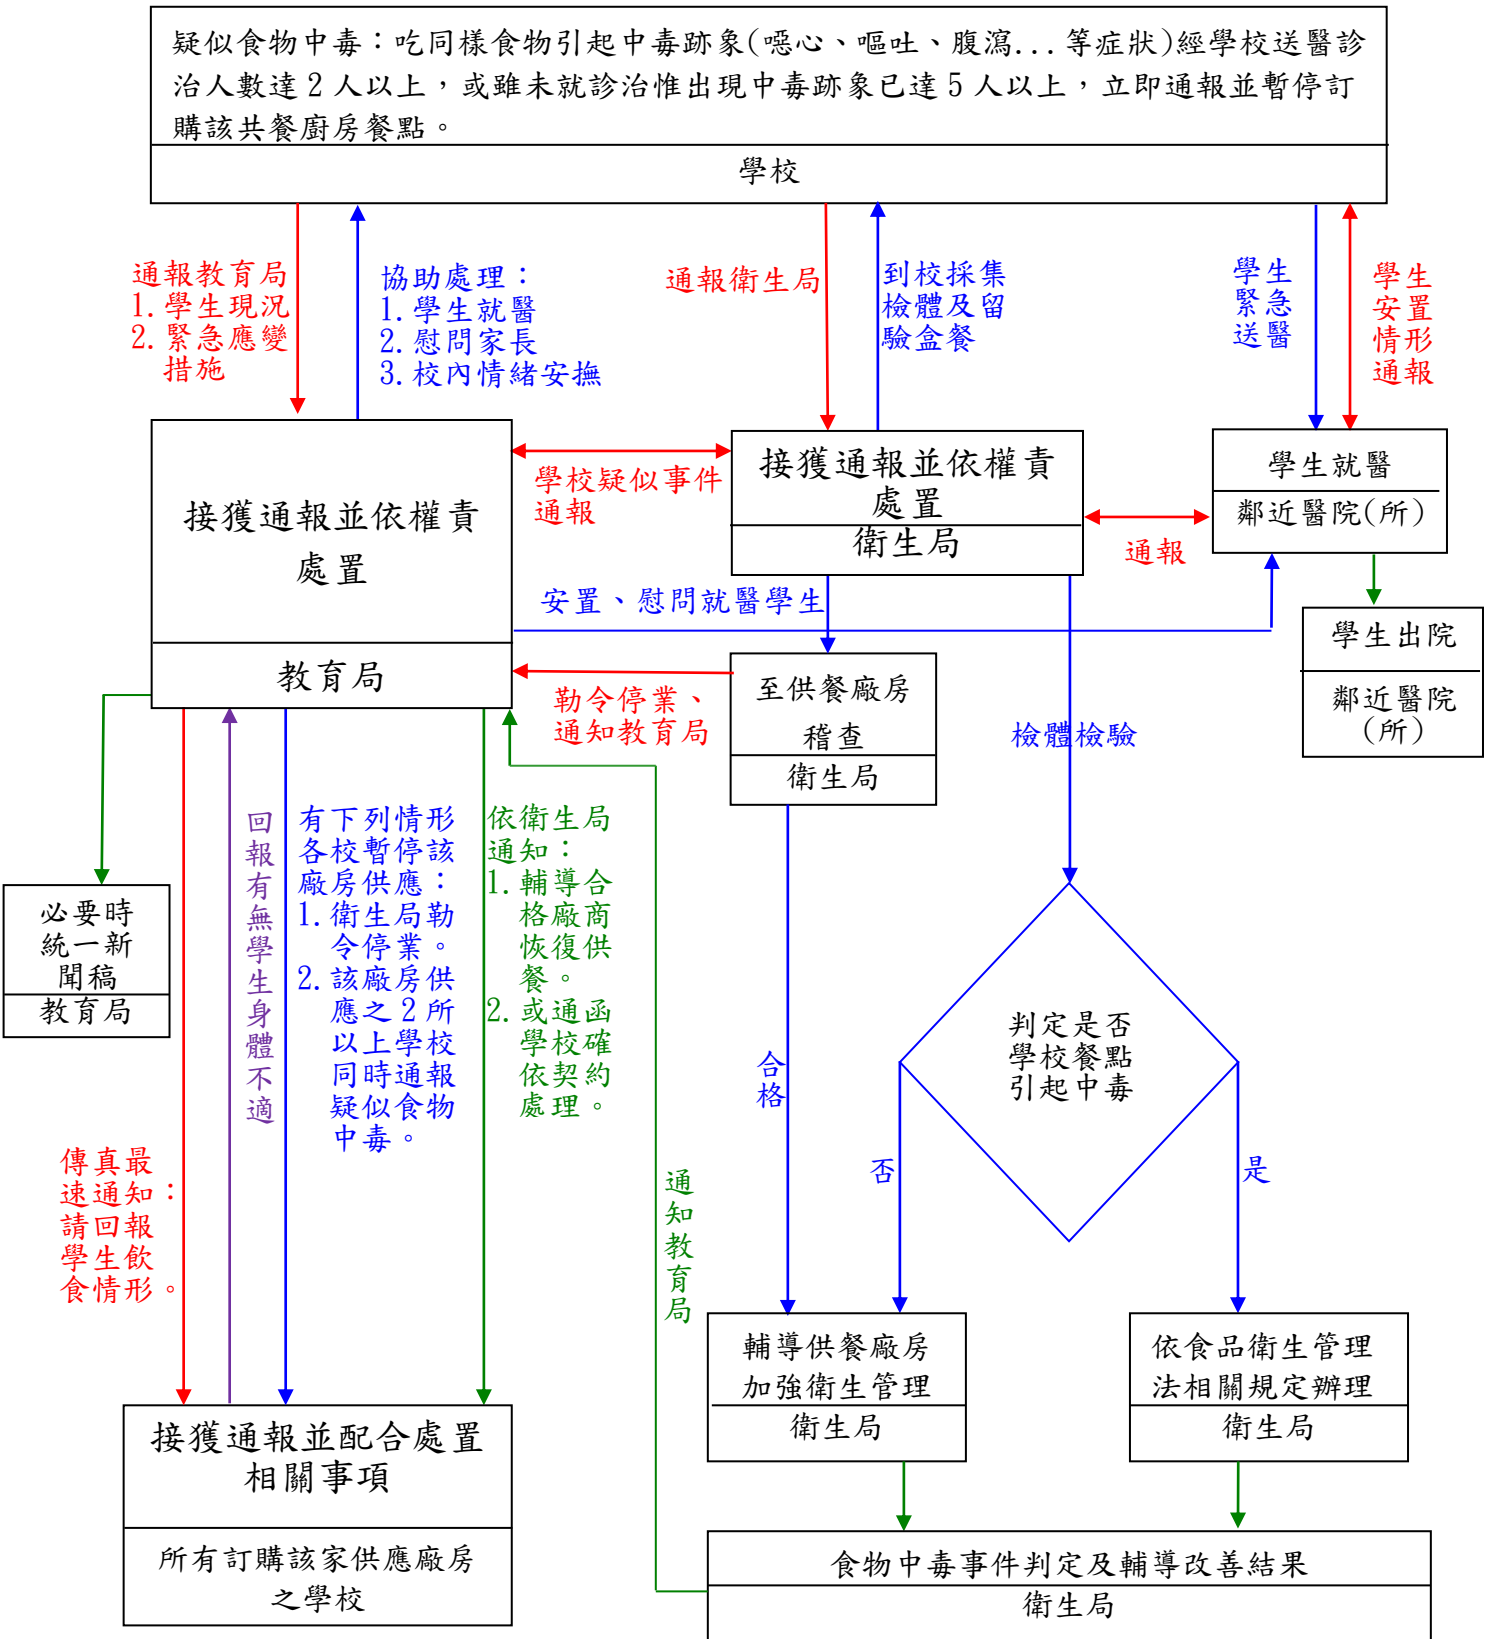 疑似食物中毒：吃同樣食物引起中毒跡象(噁心、嘔吐、腹瀉...等症狀)經學校送醫診
治人數達2人以上，或雖未就診治惟出現中毒跡象已達5人以上，立即通報並暫停訂
購該共餐廚房餐點。
學校
通報教育局
1.學生現況
2.緊急應變
措施
協助處理：
1.學生就醫
2.慰問家長
3.校內情緒安撫
通報衛生局
到校採集
檢體及留
驗盒餐
學生
緊急
送醫
學生
安置
情形
通報
接獲通報並依權責
處置
教育局
學校疑似事件
通報
接獲通報並依權責
處置
衛生局
通報
學生就醫
鄰近醫院(所)
安置、慰問就醫學生
學生出院
鄰近醫院
(所)
勒令停業、
通知教育局
至供餐廠房
稽查
衛生局
檢體檢驗
必要時
統一新
聞稿
教育局
回報有無學生身體不適
有下列情形
各校暫停該
廠房供應：
1.衛生局勒
令停業。
2.該廠房供
應之2所
以上學校
同時通報
疑似食物
中毒。
依衛生局
通知：
1.輔導合
格廠商
恢復供
餐。
2.或通函
學校確
依契約
處理。
合格
判定是否
學校餐點
引起中毒
否
是
傳真最
速通知：
請回報
學生飲
食情形。
通知教育局
輔導供餐廠房
加強衛生管理
衛生局
依食品衛生管理
法相關規定辦理
衛生局
接獲通報並配合處置
相關事項
所有訂購該家供應廠房
之學校
食物中毒事件判定及輔導改善結果
衛生局